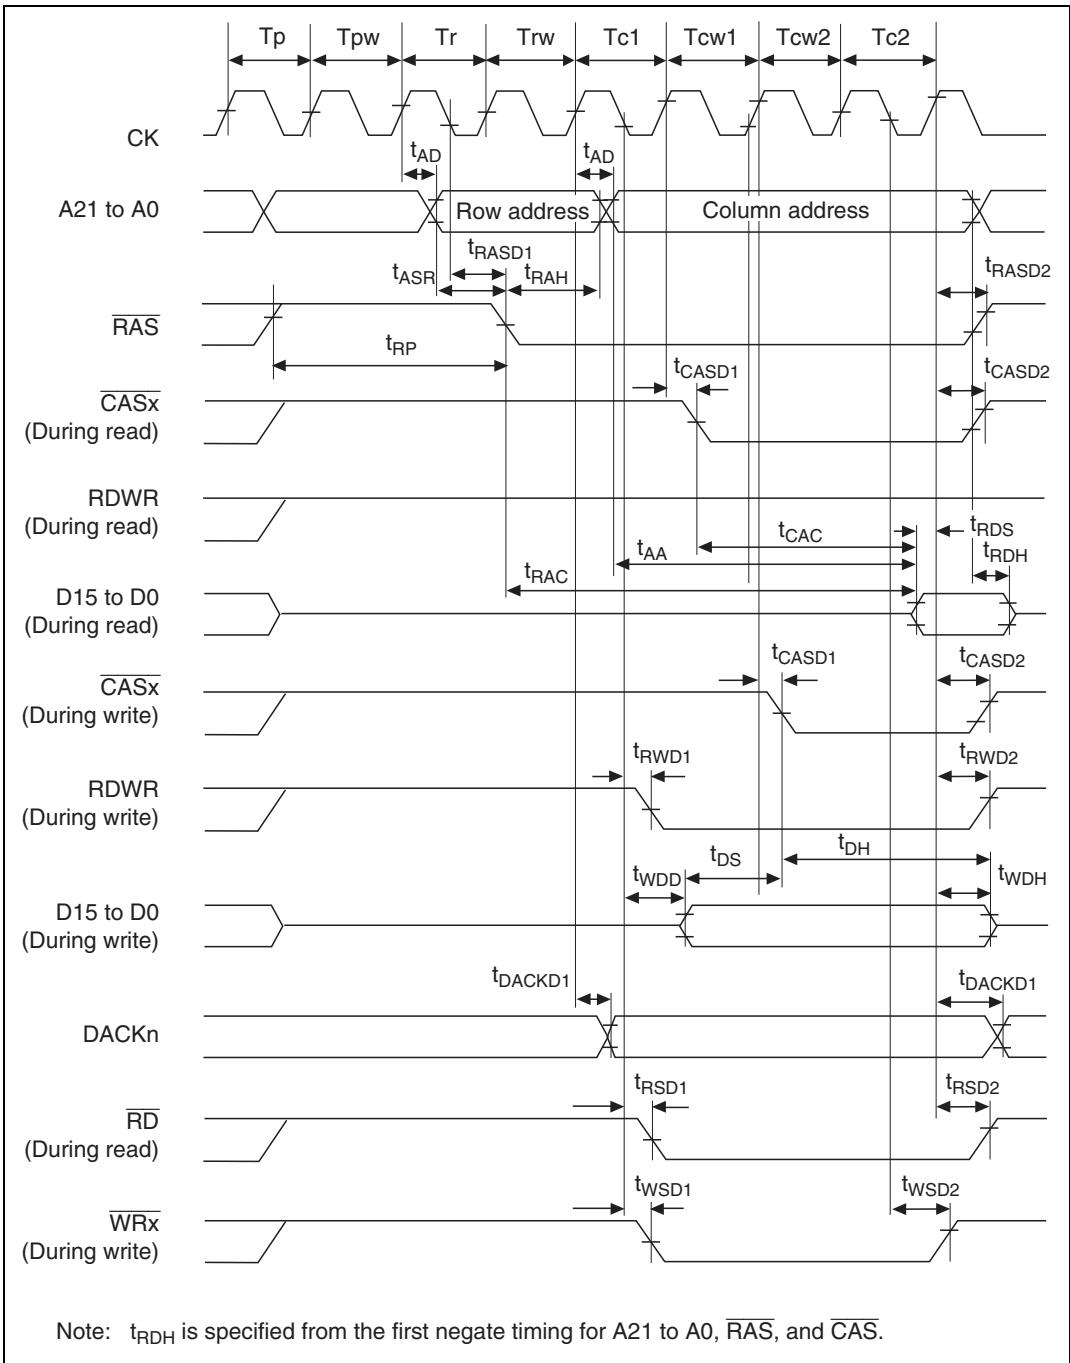 Tp Tpw Tr Trw Tc1 Tcw1 Tcw2 Tc2
CK
tAD tAD
A21 to A0 Row address Column address
tRASD1
tASR tRAH tRASD2
RAS
tRP
tCASD1 tCASD2
CASx
(During read)
RDWR
(During read)
tRDS
tCAC
tAA tRDH
tRAC
D15 to D0
(During read)
tCASD1 tCASD2
CASx
(During write)
tRWD1 tRWD2
RDWR
(During write)
tDH
tDS
tWDD tWDH
D15 to D0
(During write)
tDACKD1 tDACKD1
DACKn
tRSD1 tRSD2
RD
(During read)
tWSD1 tWSD2
WRx
(During write)
Note: tRDH is specified from the first negate timing for A21 to A0, RAS, and CAS.